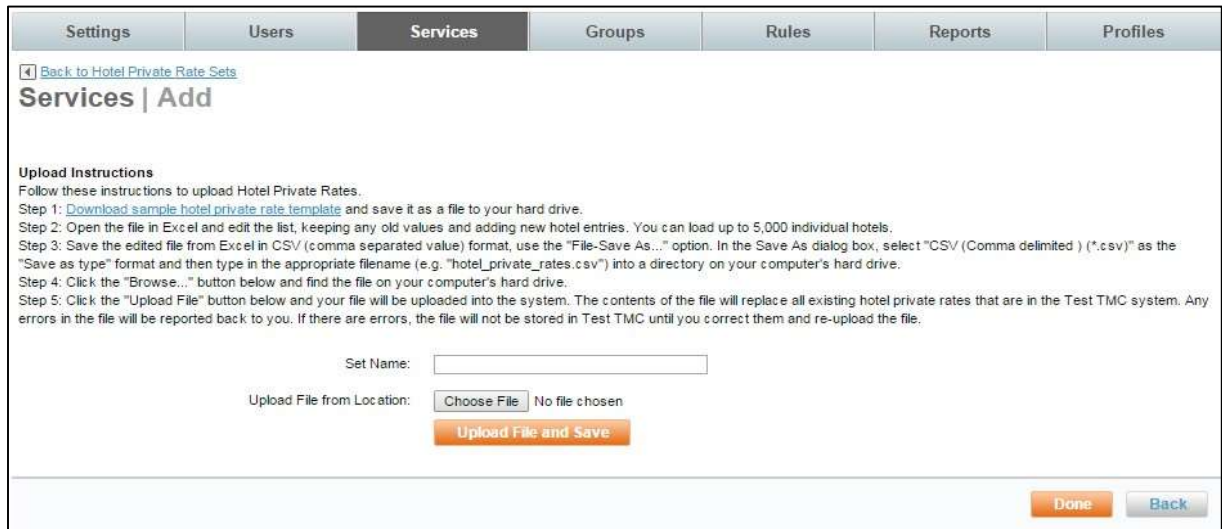 Settings Users Services Groups Rules Reports Profiles
Back to Hotel Private Rate Sets
Services | Add
Upload Instructions
Follow these instructions to upload Hotel Private Rates.
Step 1: Download sample hotel private rate template and save it as a file to your hard drive.
Step 2: Open the file in Excel and edit the list, keeping any old values and adding new hotel entries. You can load up to 5,000 individual hotels.
Step 3: Save the edited file from Excel in CSV (comma separated value) format, use the "File-Save As..." option. In the Save As dialog box, select "CSV (Comma delimited ) (*.csv)" as the
"Save as type" format and then type in the appropriate filename (e.g. "hotel_private_rates.csv") into a directory on your computer's hard drive.
Step 4: Click the "Browse..." button below and find the file on your computer's hard drive.
Step 5: Click the "Upload File" button below and your file will be uploaded into the system. The contents of the file will replace all existing hotel private rates that are in the Test TMC system. Any
errors in the file will be reported back to you. If there are errors, the file will not be stored in Test TMC until you correct them and re-upload the file.
Set Name:
Upload File from Location: Choose File No file chosen
Upload File and Save
Done Back